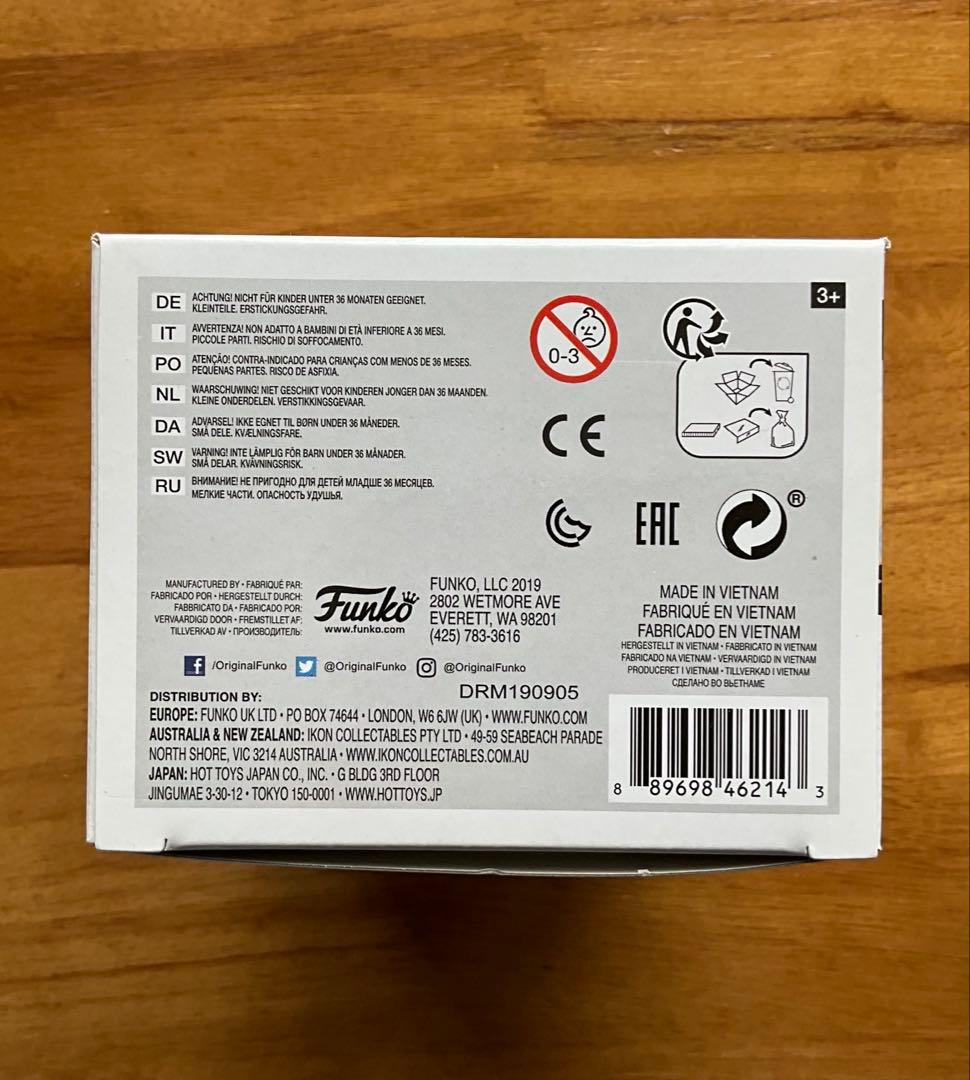 3+
DE ACHTUNG! NICHT FÜR KINDER UNTER 36 MONATEN GEEIGNET.
KLEINTEILE. ERSTICKUNGSGEFAHR.
IT AVVERTENZA! NON ADATTO A BAMBINI DI ETÀ INFERIORE A 36 MESI.
PICCOLE PARTI. RISCHIO DI SOFFOCAMENTO.
PO ATENÇÃO! CONTRA-INDICADO PARA CRIANÇAS COM MENOS DE 36 MESES.
PEQUENAS PARTES. RISCO DE ASFIXIA.
NL WAARSCHUWING! NIET GESCHIKT VOOR KINDEREN JONGER DAN 36 MAANDEN.
KLEINE ONDERDELEN. VERSTIKKINGSGEVAAR.
DA ADVARSEL! IKKE EGNET TIL BØRN UNDER 36 MÅNEDER.
SMÅ DELE. KVÆLNINGSFARE.
SW VARNING! INTE LÄMPLIG FÖR BARN UNDER 36 MÅNADER.
SMÅ DELAR. KVÄVNINGSRISK.
RU ВНИМАНИЕ! НЕ ПРИГОДНО ДЛЯ ДЕТЕЙ МЛАДШЕ 36 МЕСЯЦЕВ.
МЕЛКИЕ ЧАСТИ. ОПАСНОСТЬ УДУШЬЯ.
0-3
CE
EAC
®
MANUFACTURED BY • FABRIQUÉ PAR:
FABRICADO POR • HERGESTELLT DURCH:
FABBRICATO DA • FABRICADO POR:
VERVAARDIGD DOOR • FREMSTILLET AF:
TILLVERKAD AV • ПРОИЗВОДИТЕЛЬ:
Funko
www.funko.com
FUNKO, LLC 2019
2802 WETMORE AVE
EVERETT, WA 98201
(425) 783-3616
MADE IN VIETNAM
FABRIQUÉ EN VIETNAM
FABRICADO EN VIETNAM
HERGESTELLT IN VIETNAM • FABBRICATO IN VIETNAM
FABRICADO NA VIETNAM • VERVAARDIGD IN VIETNAM
PRODUCERET I VIETNAM • TILLVERKAD I VIETNAM
СДЕЛАНО ВО ВЬЕТНАМЕ
/OriginalFunko @OriginalFunko @OriginalFunko
DRM190905
DISTRIBUTION BY:
EUROPE: FUNKO UK LTD • PO BOX 74644 • LONDON, W6 6JW (UK) • WWW.FUNKO.COM
AUSTRALIA & NEW ZEALAND: IKON COLLECTABLES PTY LTD • 49-59 SEABEACH PARADE
NORTH SHORE, VIC 3214 AUSTRALIA • WWW.IKONCOLLECTABLES.COM.AU
JAPAN: HOT TOYS JAPAN CO., INC. • G BLDG 3RD FLOOR
JINGUMAE 3-30-12 • TOKYO 150-0001 • WWW.HOTTOYS.JP
8 89698 46214 3